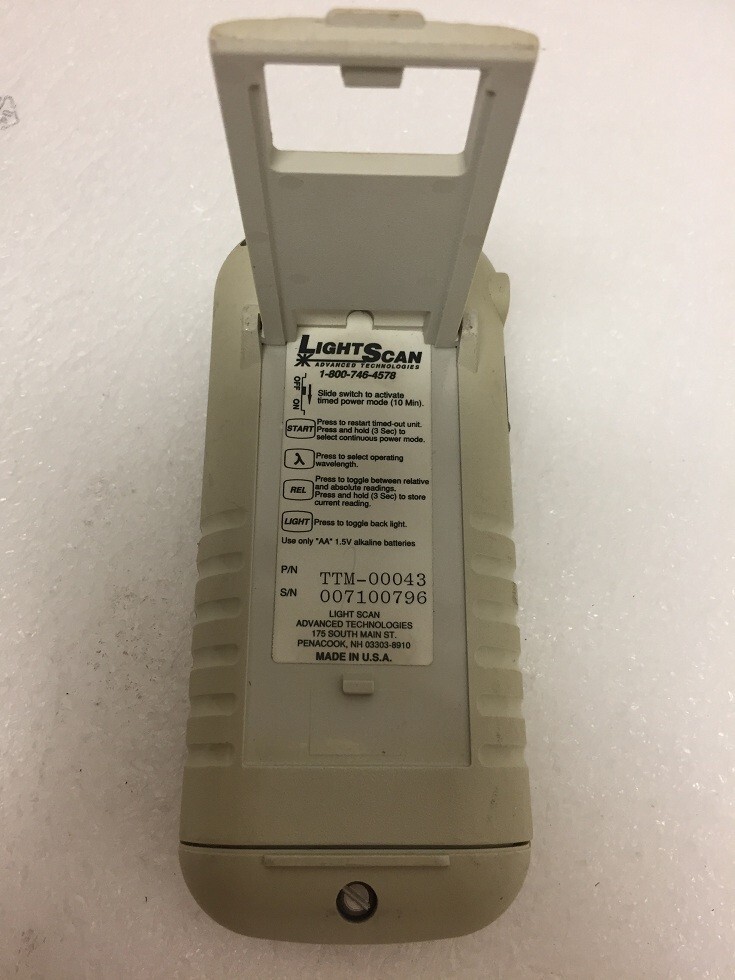 LIGHTSCAN
ADVANCED TECHNOLOGIES
1-800-746-4578
OFF ON
Slide switch to activate
timed power mode (10 Min).
START
Press to restart timed-out unit.
Press and hold (3 Sec) to
select continuous power mode.
λ
Press to select operating
wavelength.
REL
Press to toggle between relative
and absolute readings.
Press and hold (3 Sec) to store
current reading.
LIGHT Press to toggle back light.
Use only "AA" 1.5V alkaline batteries
P/N TTM-00043
S/N 007100796
LIGHT SCAN
ADVANCED TECHNOLOGIES
175 SOUTH MAIN ST.
PENACOOK, NH 03303-8910
MADE IN U.S.A.